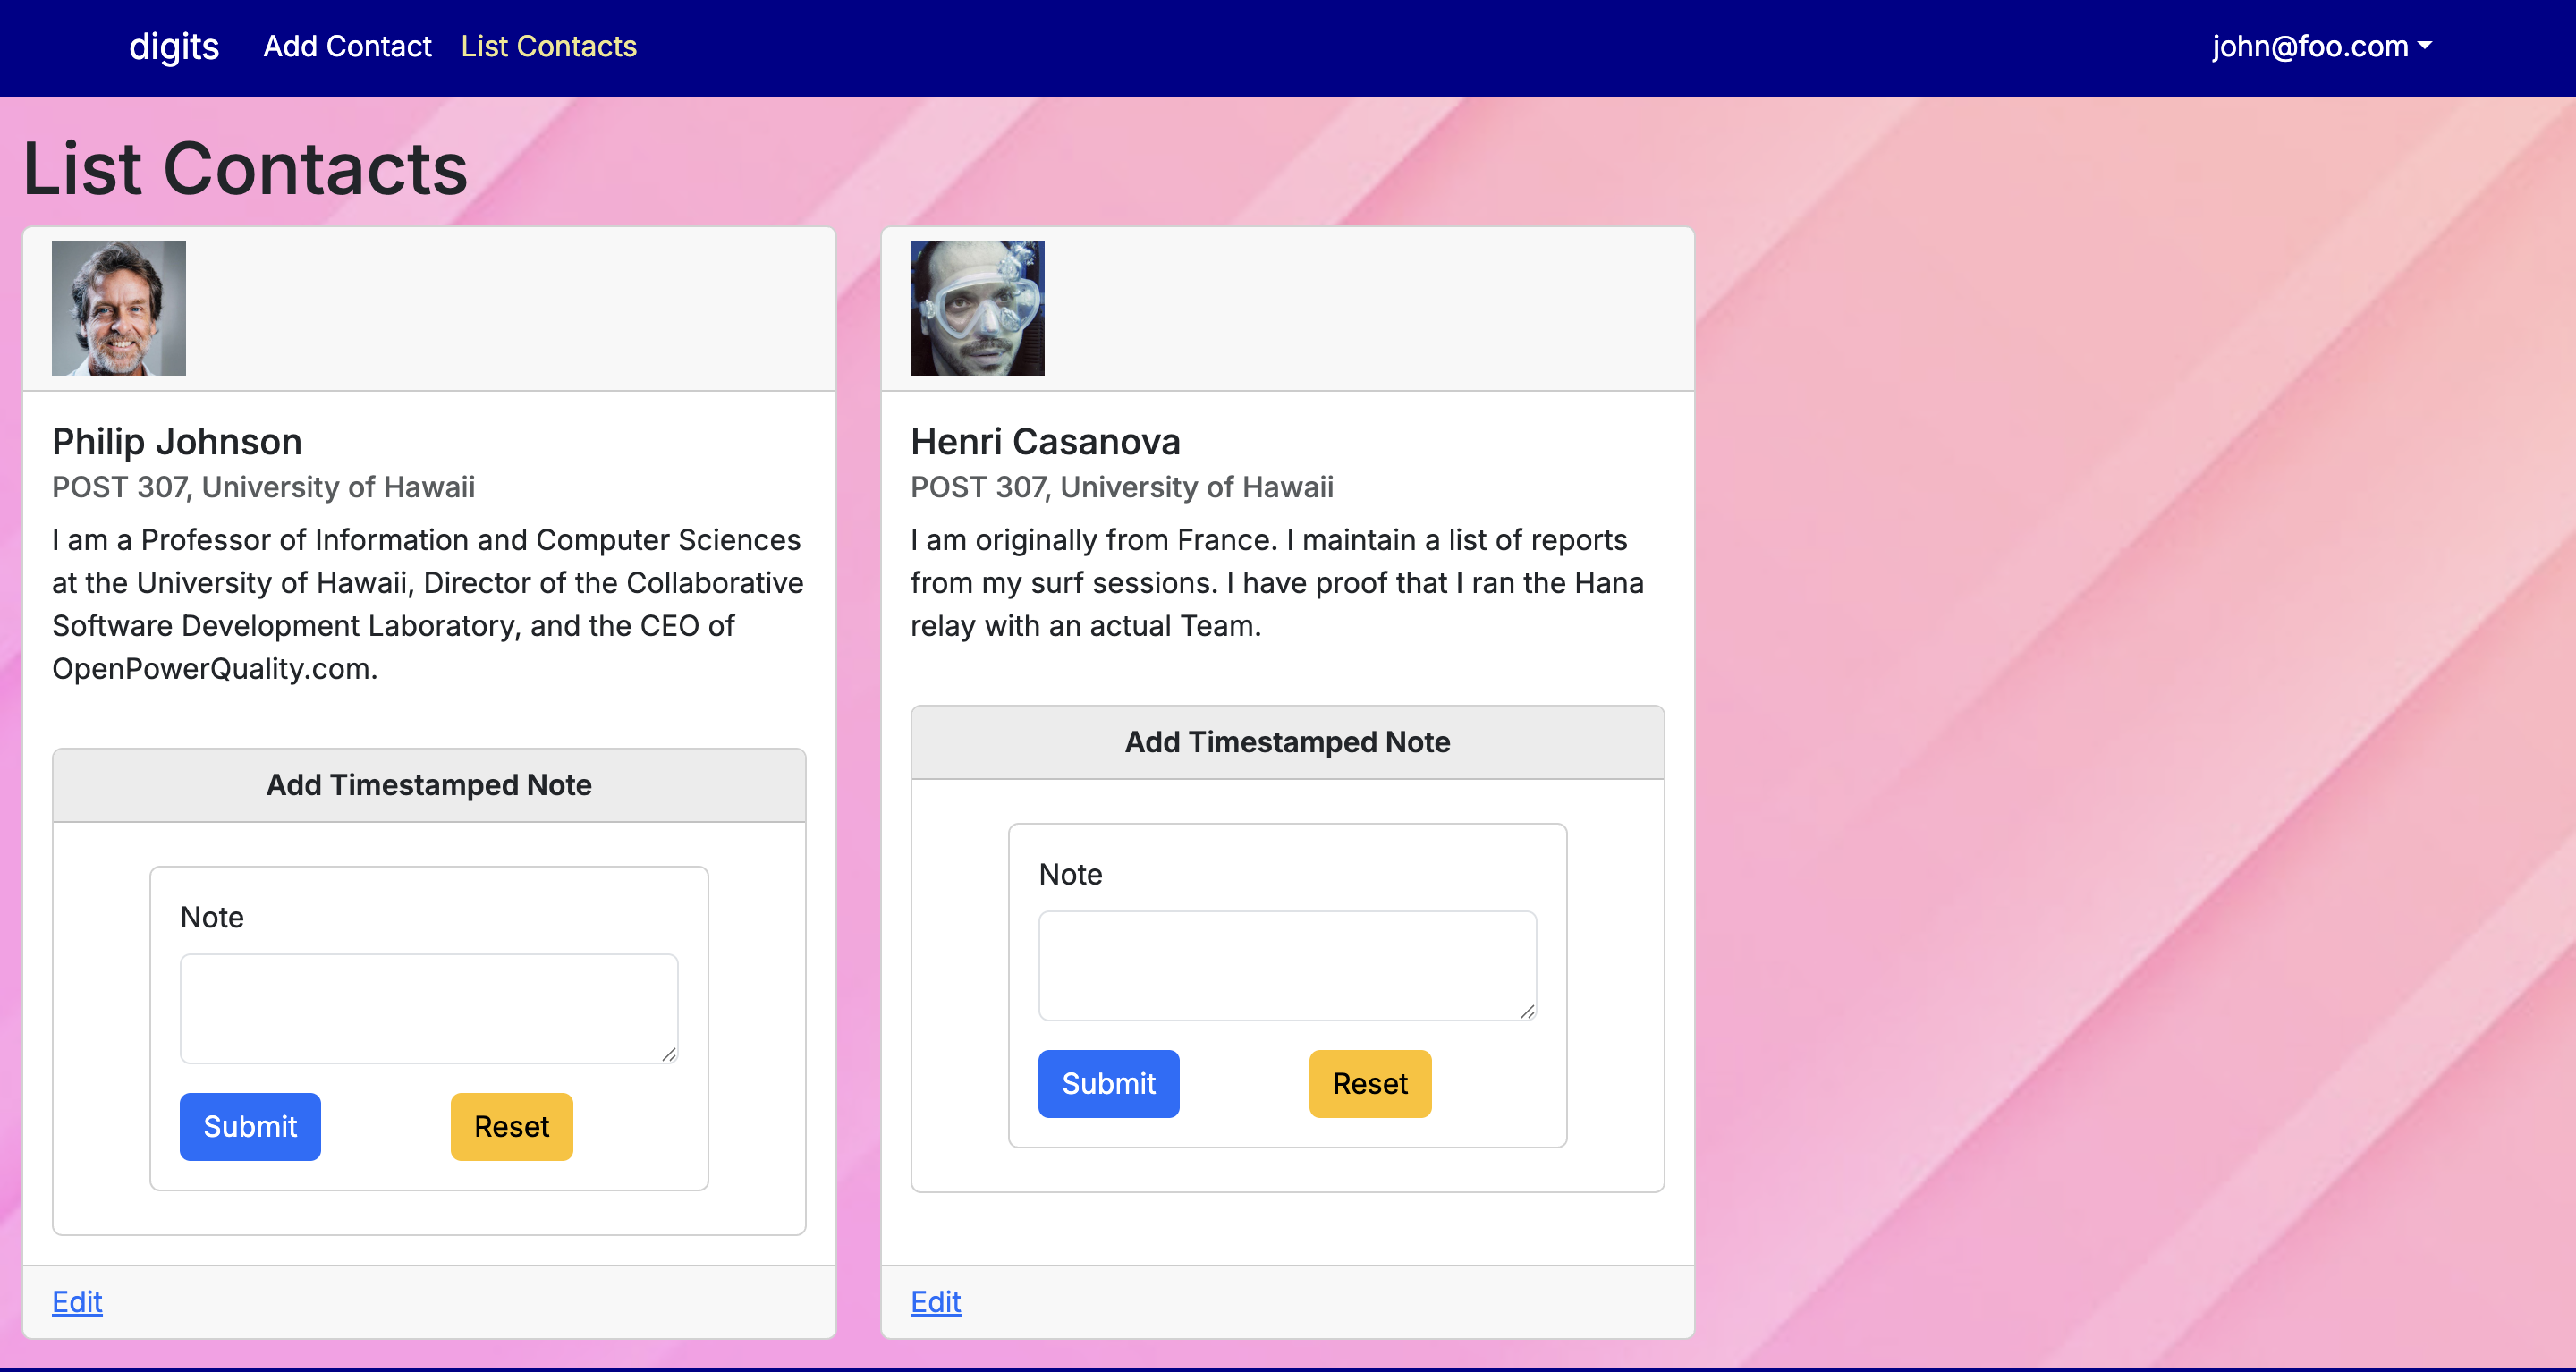 digits Add Contact List Contacts john@foo.com
List Contacts
Philip Johnson
POST 307, University of Hawaii
I am a Professor of Information and Computer Sciences
at the University of Hawaii, Director of the Collaborative
Software Development Laboratory, and the CEO of
OpenPowerQuality.com.
Add Timestamped Note
Note
Submit Reset
Edit
Henri Casanova
POST 307, University of Hawaii
I am originally from France. I maintain a list of reports
from my surf sessions. I have proof that I ran the Hana
relay with an actual Team.
Add Timestamped Note
Note
Submit Reset
Edit